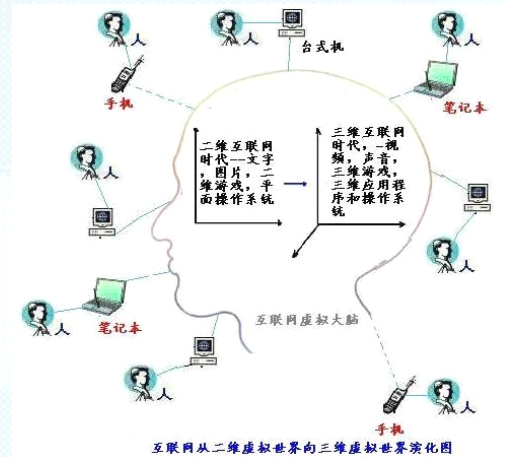 人
人
人
台式机
手机
笔记本
二维互联网
时代--文字
，图片，二
维游戏，平
面操作系统
三维互联网
时代，-视
频，声音，
三维游戏，
三维应用程
序和操作系
统
人
人
人
笔记本
互联网虚拟大脑
人
手机
人
互联网从二维虚拟世界向三维虚拟世界演化图